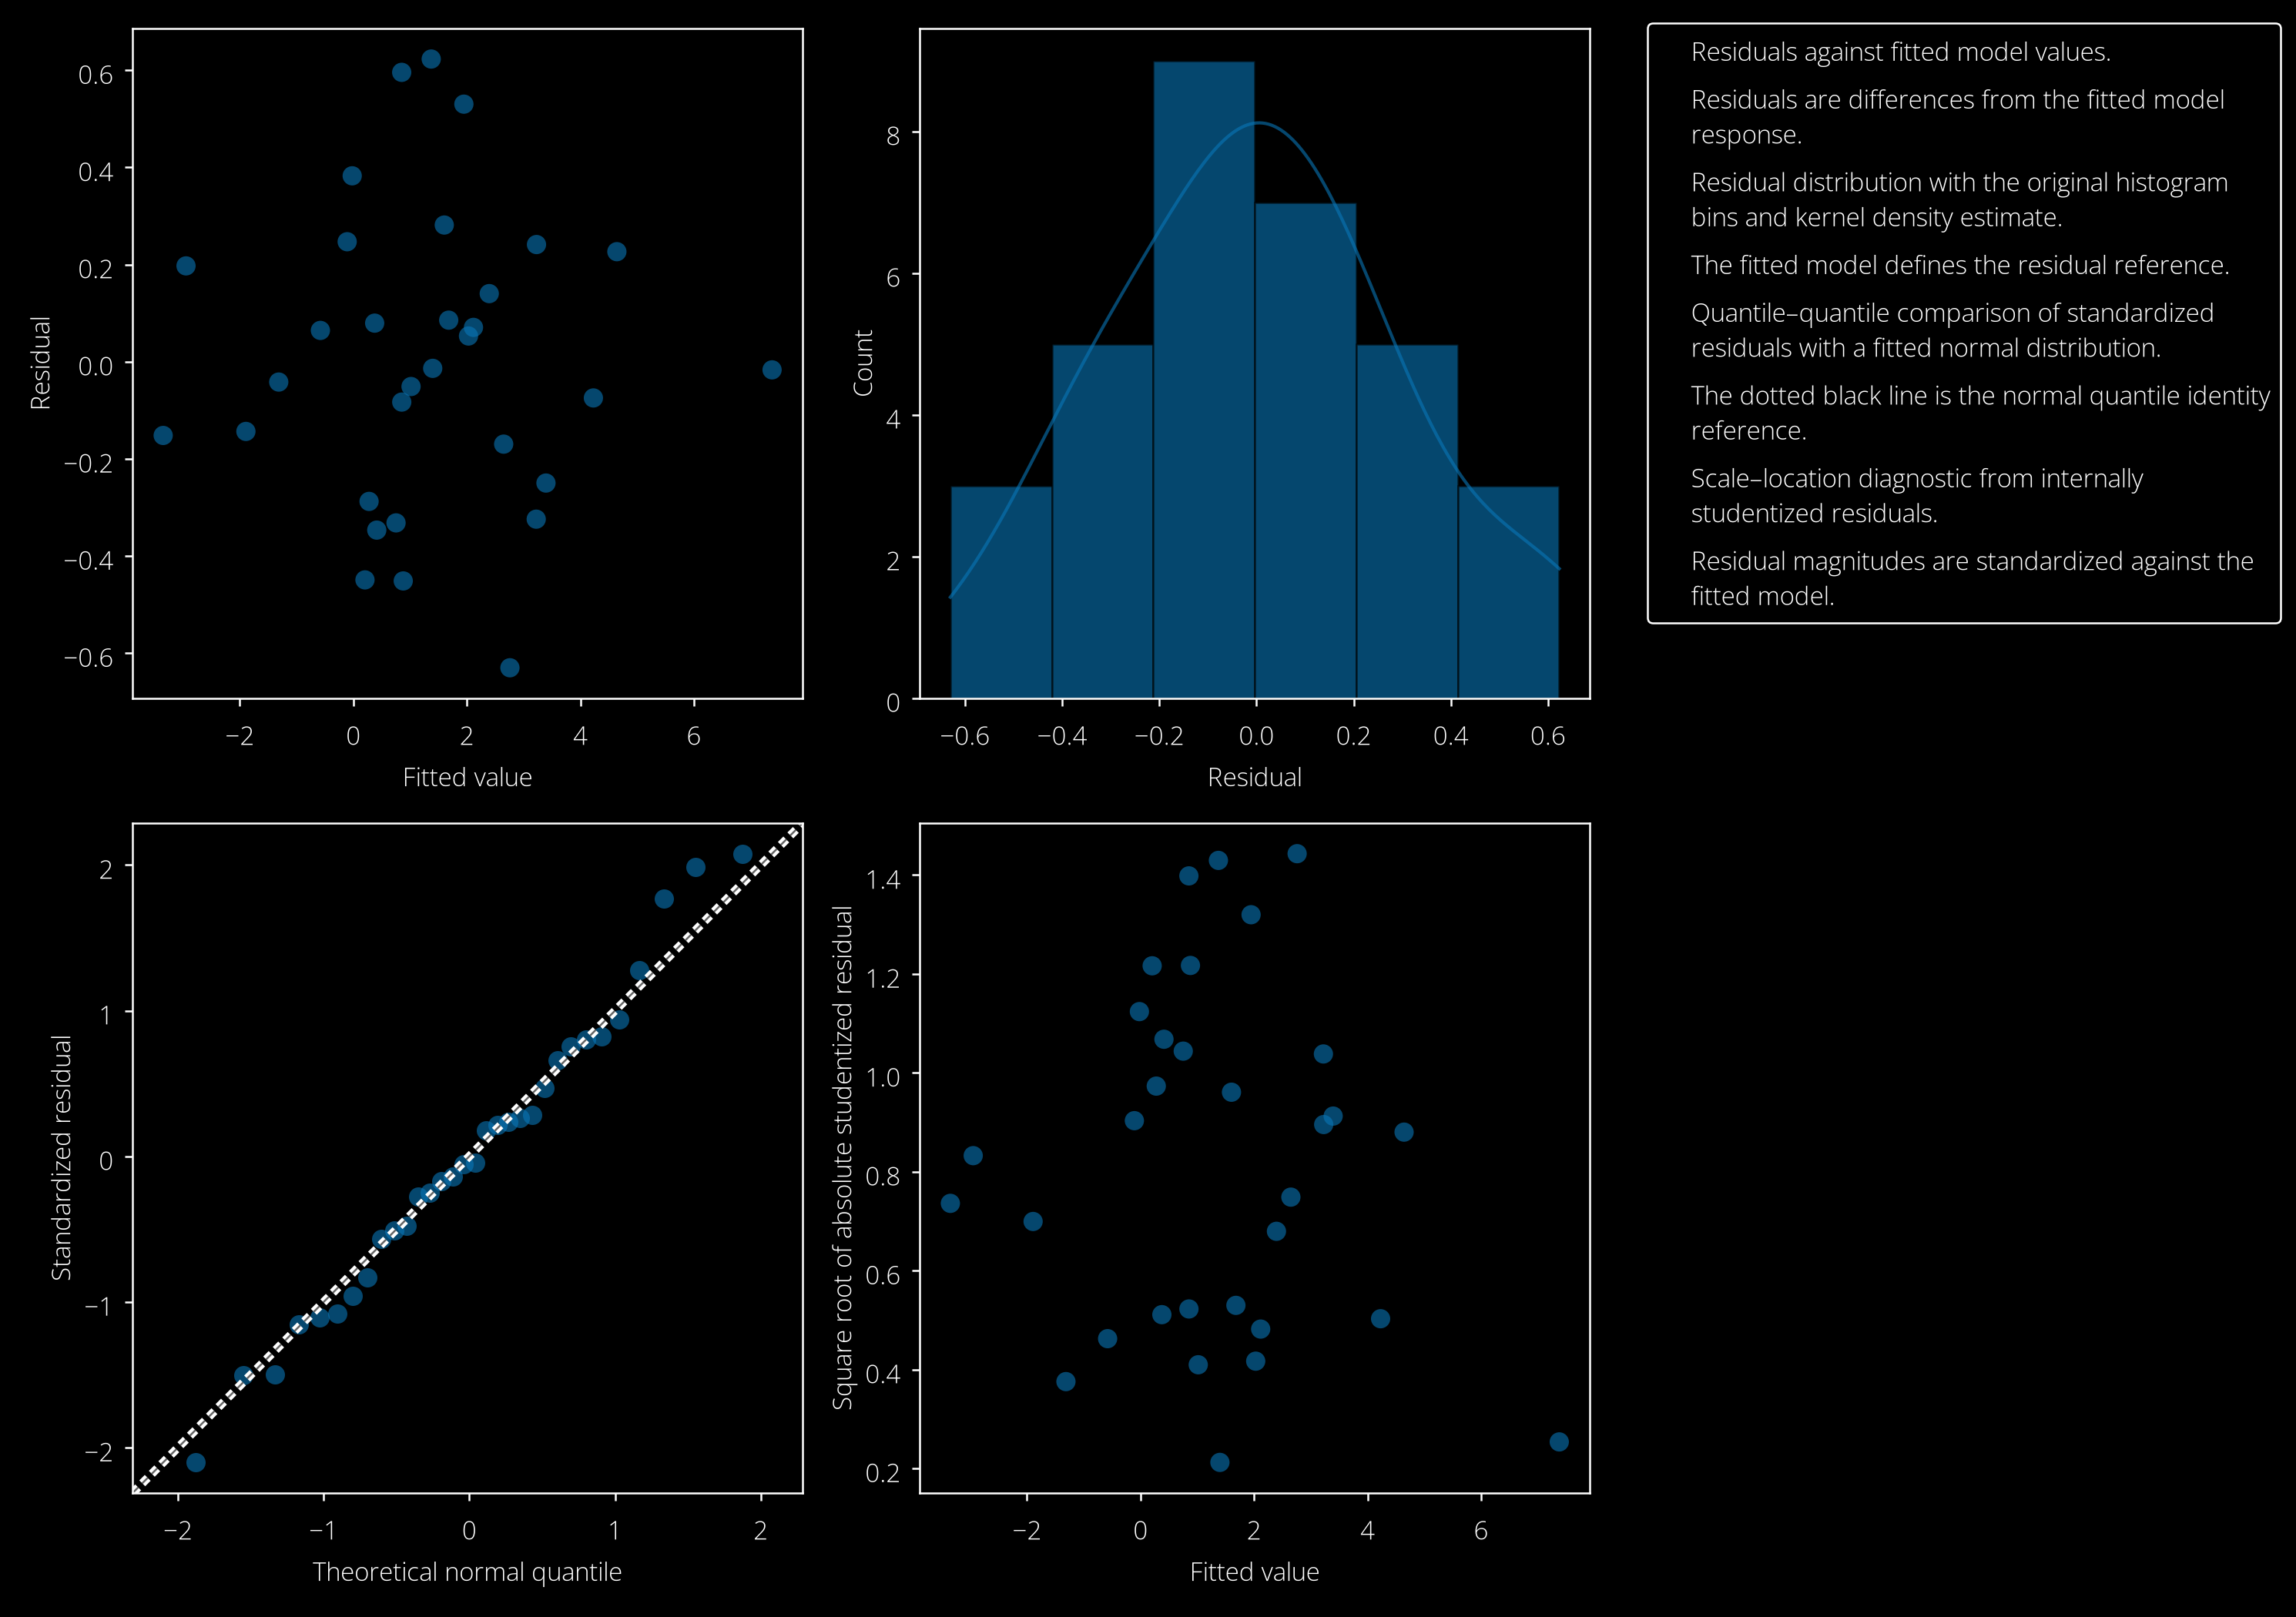 0.6
0.4
0.2
0.0
−0.2
−0.4
−0.6
Residual
−2 0 2 4 6
Fitted value
8
6
4
2
0
Count
−0.6 −0.4 −0.2 0.0 0.2 0.4 0.6
Residual
Residuals against fitted model values.
Residuals are differences from the fitted model
response.
Residual distribution with the original histogram
bins and kernel density estimate.
The fitted model defines the residual reference.
Quantile–quantile comparison of standardized
residuals with a fitted normal distribution.
The dotted black line is the normal quantile identity
reference.
Scale–location diagnostic from internally
studentized residuals.
Residual magnitudes are standardized against the
fitted model.
2
1
0
−1
−2
Standardized residual
−2 −1 0 1 2
Theoretical normal quantile
1.4
1.2
1.0
0.8
0.6
0.4
0.2
Square root of absolute studentized residual
−2 0 2 4 6
Fitted value